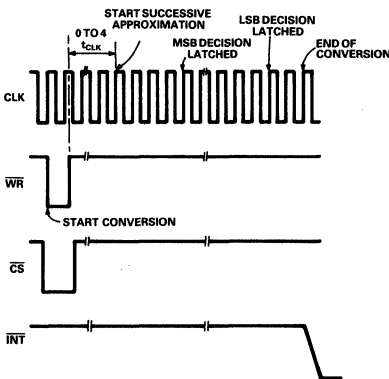 START SUCCESSIVE
APPROXIMATION
0 TO 4
tCLK
MSB DECISION
LATCHED
LSB DECISION
LATCHED
END OF
CONVERSION
CLK
WR
START CONVERSION
CS
INT